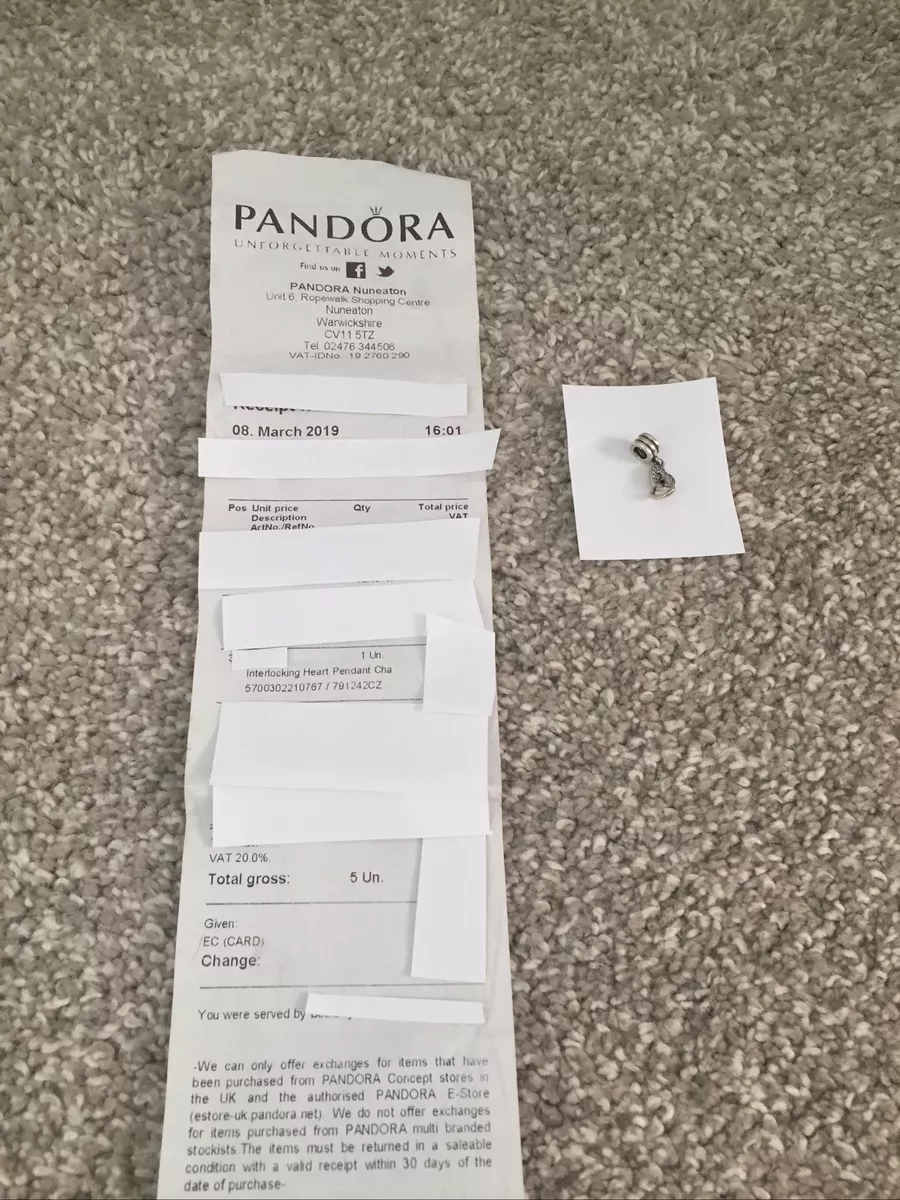 PANDORA
UNFORGETTABLE MOMENTS
Find us on
PANDORA Nuneaton
Unit 6, Ropewalk Shopping Centre
Nuneaton
Warwickshire
CV11 5TZ
Tel. 02476 344506
VAT-IDNo. 19 2760 290
Receipt
08. March 2019 16:01
Pos Unit price Qty Total price
Description VAT
ArtNo./RefNo
1 Un.
Interlocking Heart Pendant Cha
5700302210767 / 791242CZ
VAT 20.0%.
Total gross: 5 Un.
Given:
EC (CARD)
Change:
You were served by
-We can only offer exchanges for items that have
been purchased from PANDORA Concept stores in
the UK and the authorised PANDORA E-Store
(estore-uk.pandora.net). We do not offer exchanges
for items purchased from PANDORA multi branded
stockists.The items must be returned in a saleable
condition with a valid receipt within 30 days of the
date of purchase-